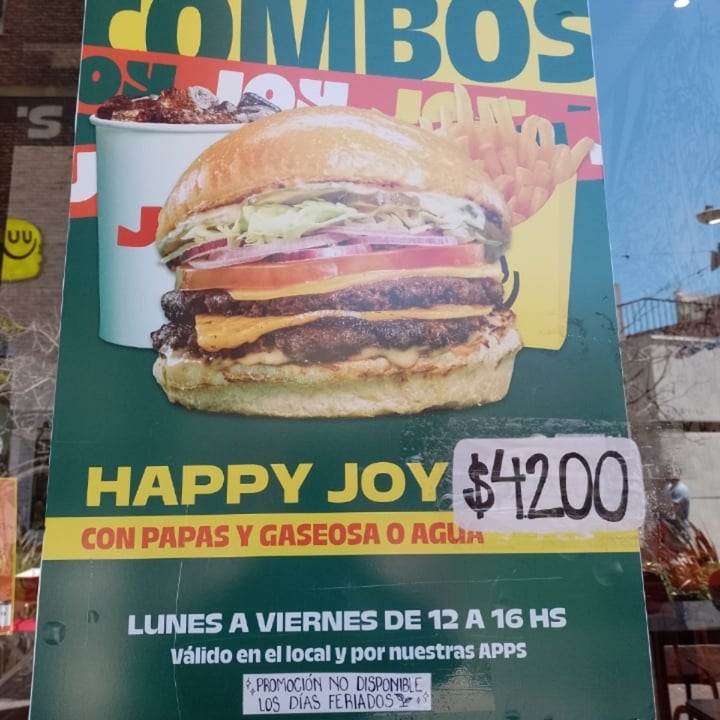 COMBOS
JOY JOY JOY
HAPPY JOY
$4200
CON PAPAS Y GASEOSA O AGUA
LUNES A VIERNES DE 12 A 16 HS
Válido en el local y por nuestras APPS
PROMOCIÓN NO DISPONIBLE
LOS DÍAS FERIADOS